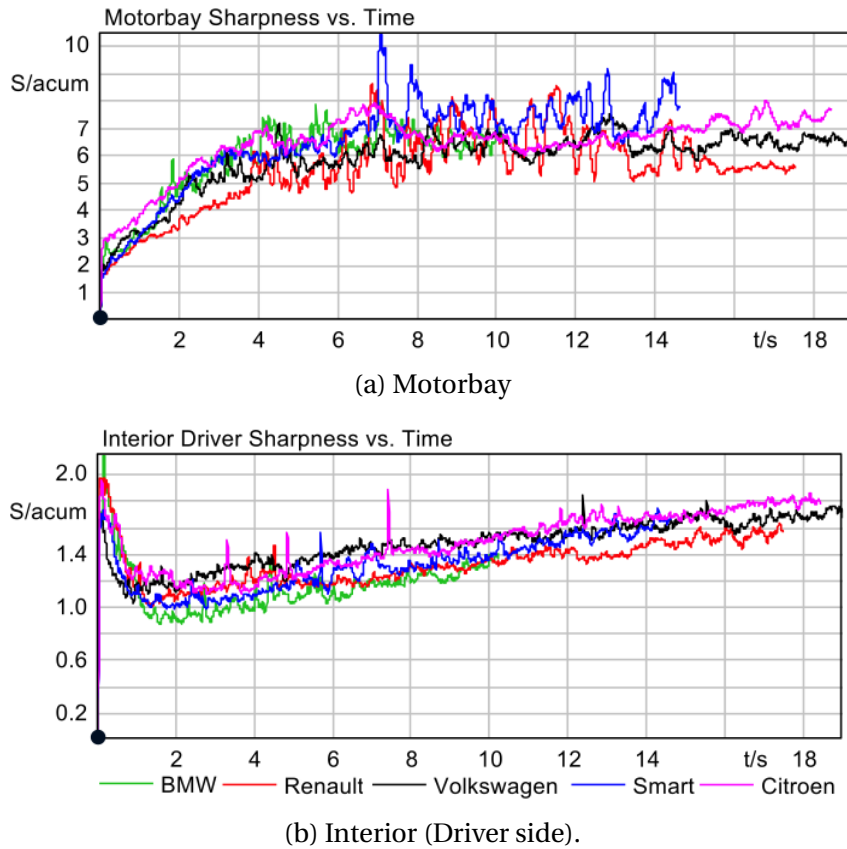 Motorbay Sharpness vs. Time
10
S/acum
7
6
5
4
3
2
1
2 4 6 8 10 12 14 t/s 18
(a) Motorbay
Interior Driver Sharpness vs. Time
2.0
S/acum
1.4
1.0
0.6
0.2
2 4 6 8 10 12 14 t/s 18
BMW Renault Volkswagen Smart Citroen
(b) Interior (Driver side).